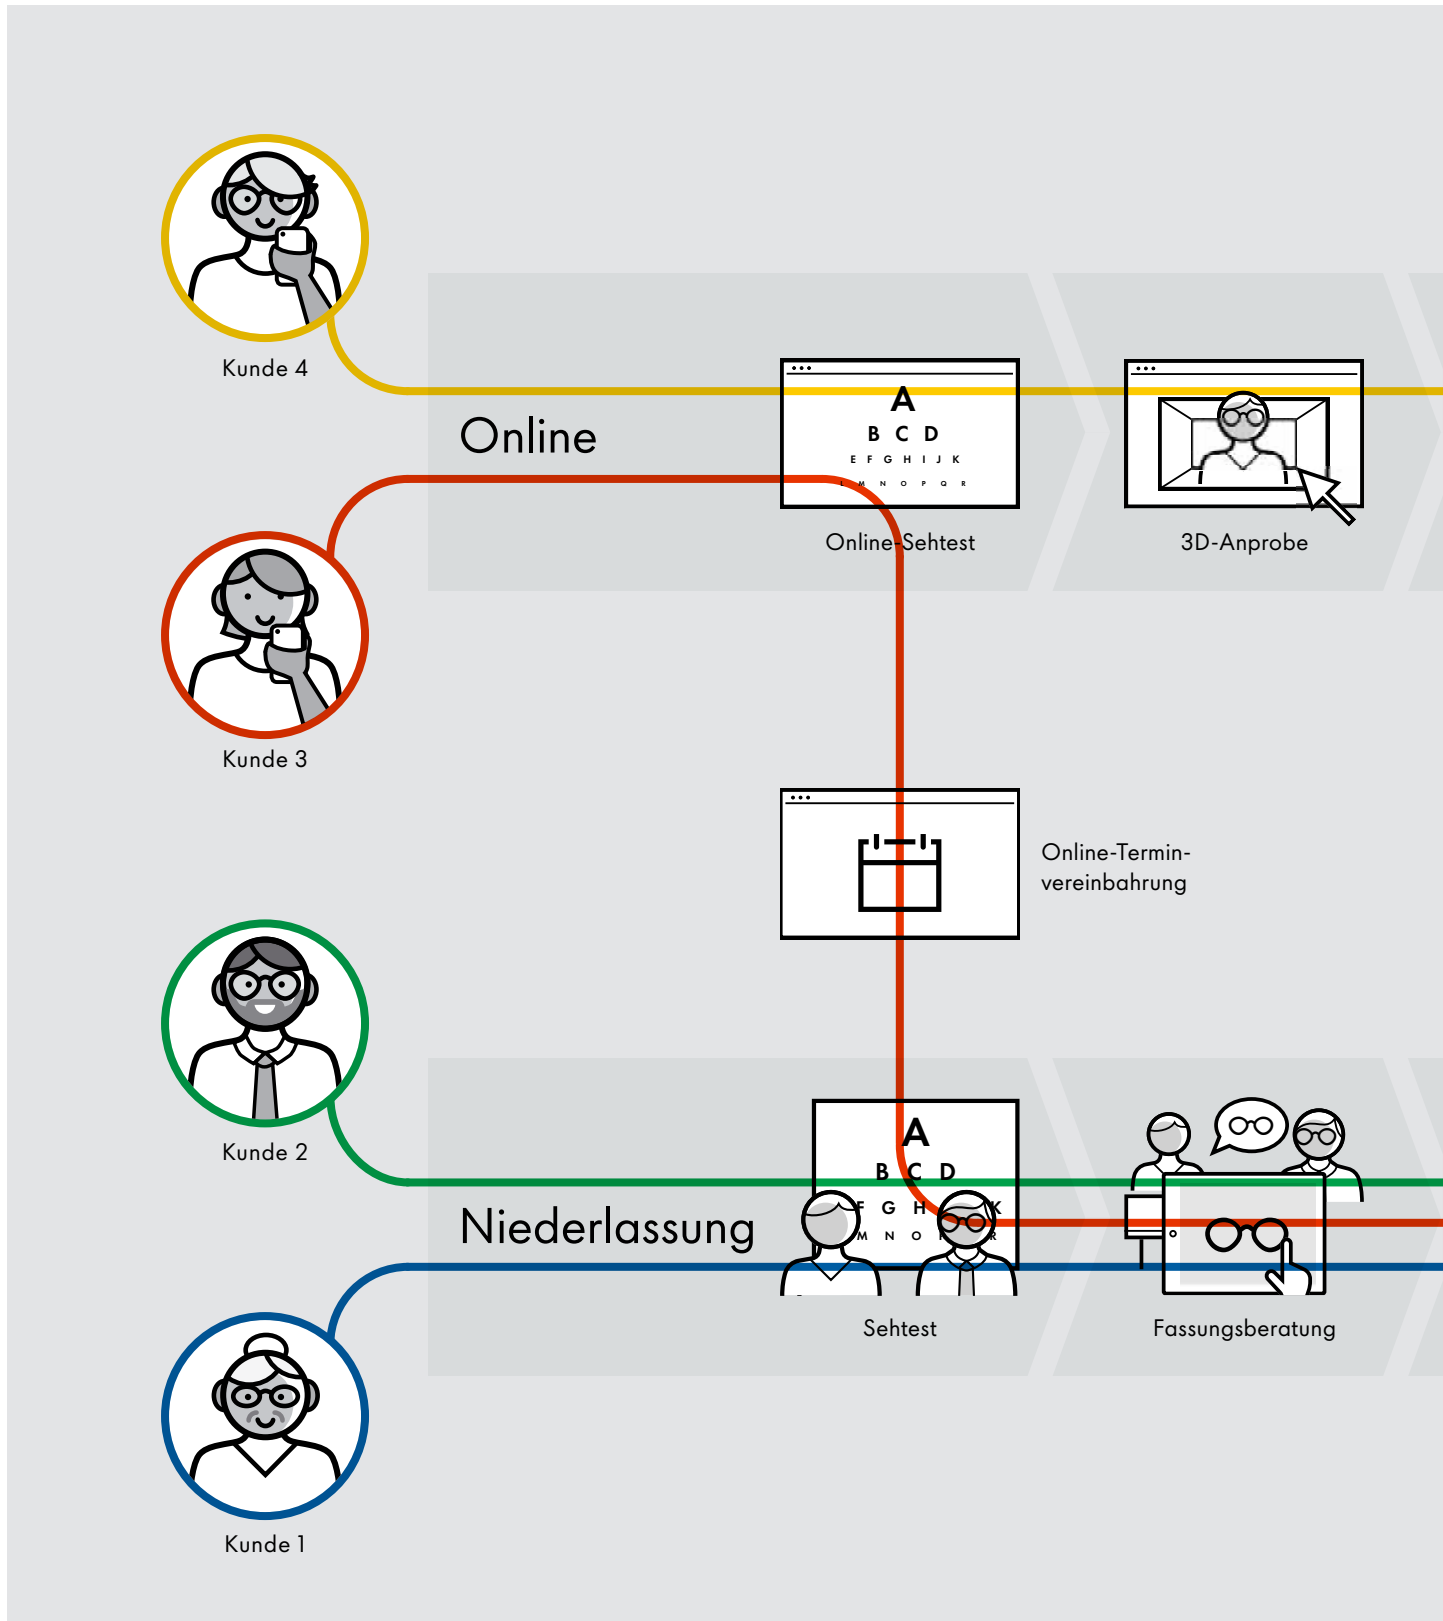 Kunde 4
Online
A
B C D
E F G H I J K
L M N O P Q R
Online-Sehtest
3D-Anprobe
Kunde 3
Online-Termin-
vereinbahrung
Kunde 2
A
B C D
F G H K
M N O R
Niederlassung
Sehtest
Fassungsberatung
Kunde 1